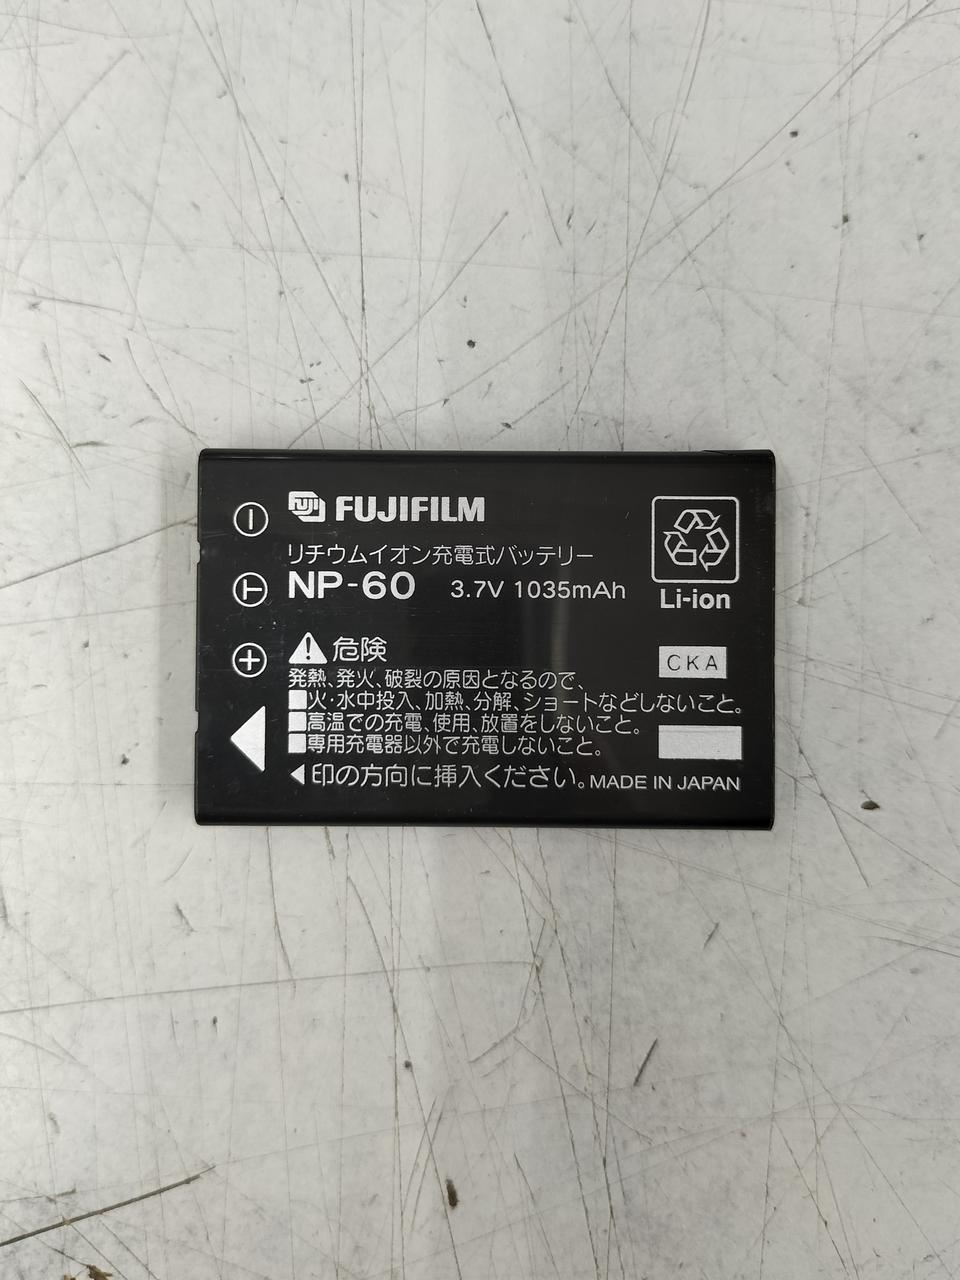 FUJI FUJIFILM
リチウムイオン充電式バッテリー
NP-60 3.7V 1035mAh
Li-ion
危険
CKA
発熱、発火、破裂の原因となるので、
■火・水中投入、加熱、分解、ショートなどしないこと。
■高温での充電、使用、放置をしないこと。
■専用充電器以外で充電しないこと。
◀印の方向に挿入ください。MADE IN JAPAN